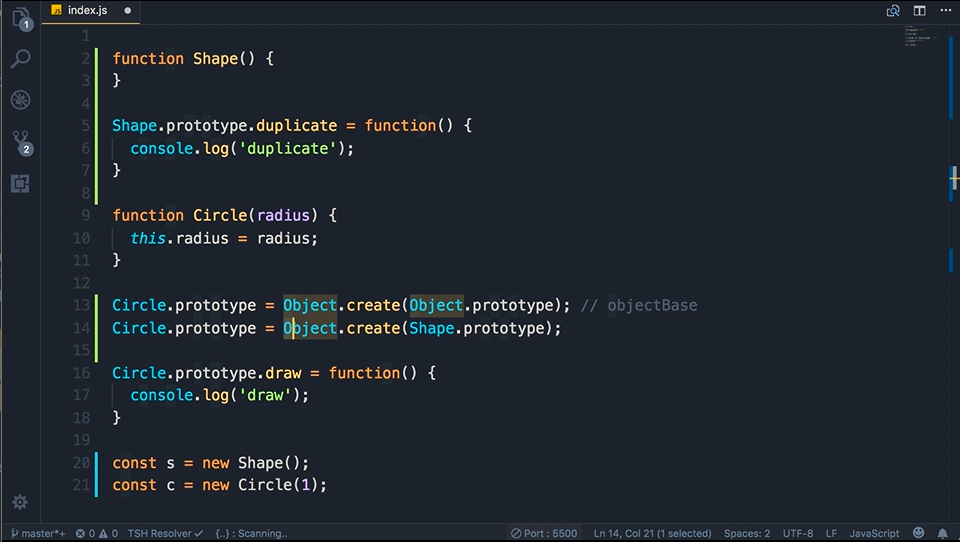 index.js
1
1
2 function Shape() {
3 }
4
5 Shape.prototype.duplicate = function() {
6   console.log('duplicate');
7 }
8
9 function Circle(radius) {
10   this.radius = radius;
11 }
12
13 Circle.prototype = Object.create(Object.prototype); // objectBase
14 Circle.prototype = Object.create(Shape.prototype);
15
16 Circle.prototype.draw = function() {
17   console.log('draw');
18 }
19
20 const s = new Shape();
21 const c = new Circle(1);
2
master*+ 0 0 TSH Resolver {..} : Scanning.. Port : 5500 Ln 14, Col 21 (1 selected) Spaces: 2 UTF-8 LF JavaScript